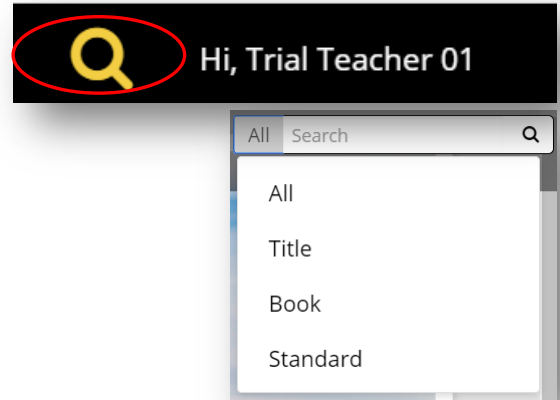 Hi, Trial Teacher 01
All Search
All
Title
Book
Standard